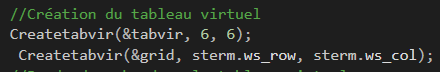 //Création du tableau virtuel
Createtabvir(&tabvir, 6, 6);
Createtabvir(&grid, sterm.ws_row, sterm.ws_col);